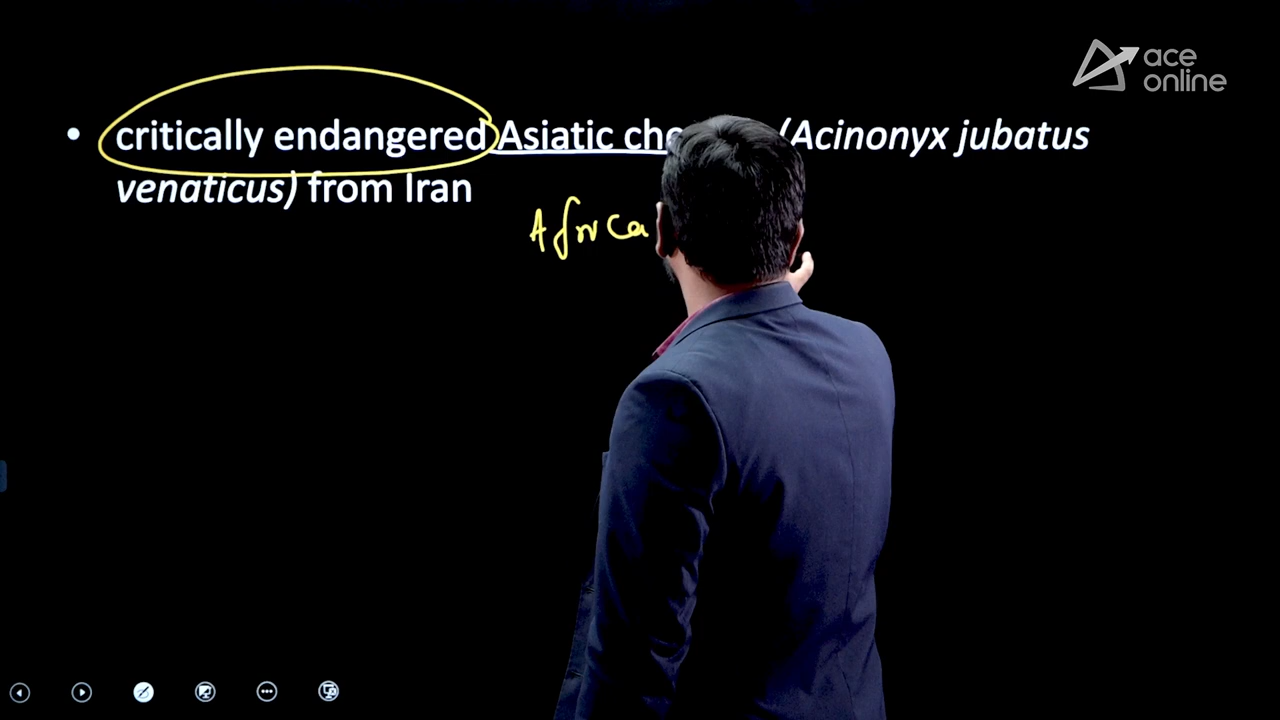 ace
online
critically endangered Asiatic (Acinonyx jubatus
venaticus) from Iran
Africa